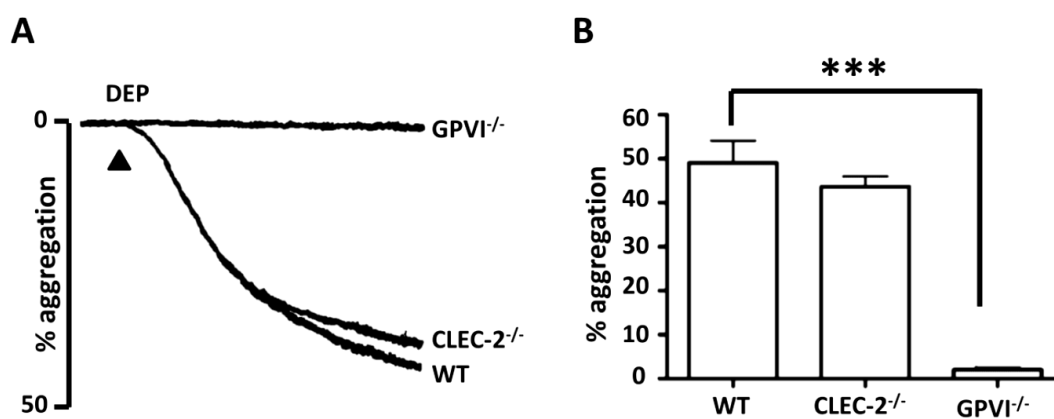 A
DEP
0
GPVI-/-
CLEC-2-/-
WT
50
% aggregation
B
***
60
50
40
30
20
10
0
% aggregation
WT CLEC-2-/- GPVI-/-